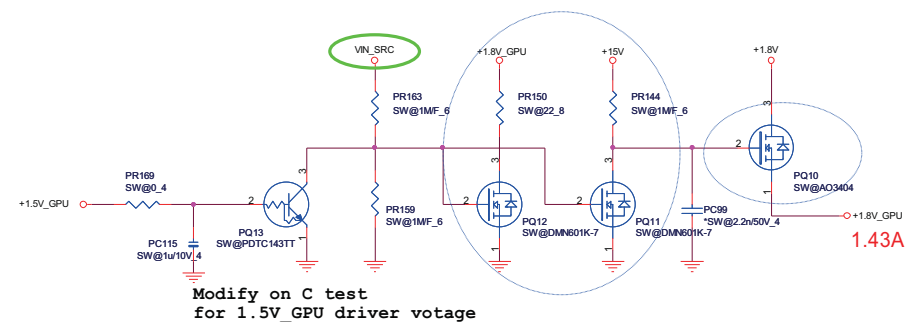 VIN_SRC
+1.8V_GPU
+15V
+1.8V
PR163
SW@1M/F_6
PR150
SW@22_8
PR144
SW@1M/F_6
3
2
PQ10
SW@AO3404
1
+1.8V_GPU
1.43A
PR169
SW@0_4
+1.5V_GPU
2
3
1
PQ13
SW@PDTC143TT
PR159
SW@1M/F_6
3
2
1
PQ12
SW@DMN601K-7
3
2
1
PQ11
SW@DMN601K-7
PC99
*SW@2.2n/50V_4
PC115
SW@1u/10V_4
Modify on C test
for 1.5V_GPU driver votage